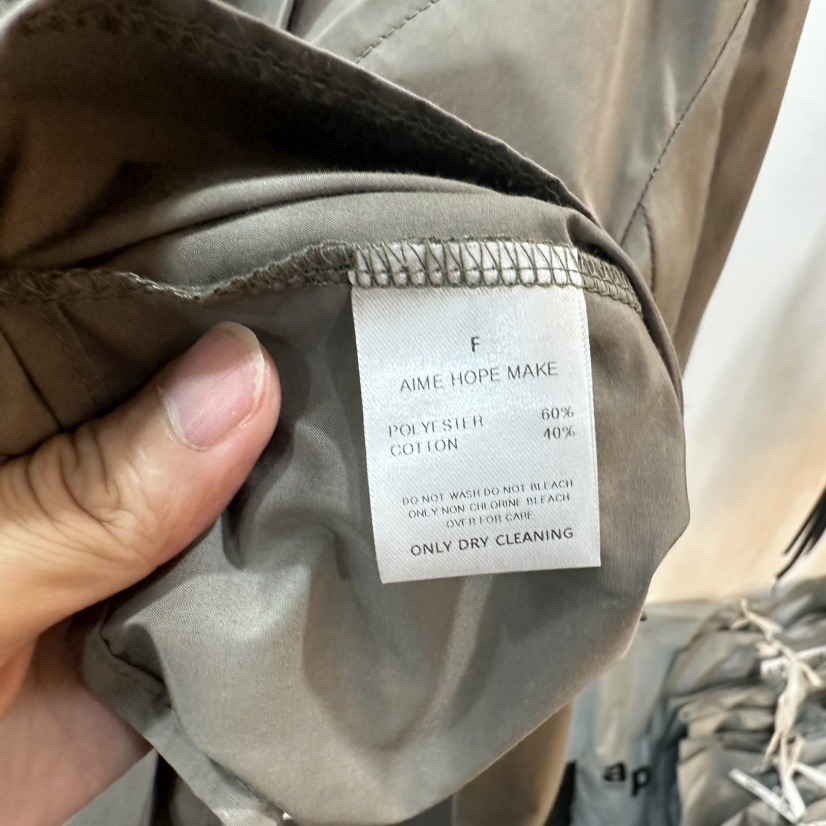 F
AIME HOPE MAKE
POLYESTER 60%
COTTON 40%
DO NOT WASH DO NOT BLEACH
ONLY NON CHLORINE BLEACH
OVER FOR CARE
ONLY DRY CLEANING
ap